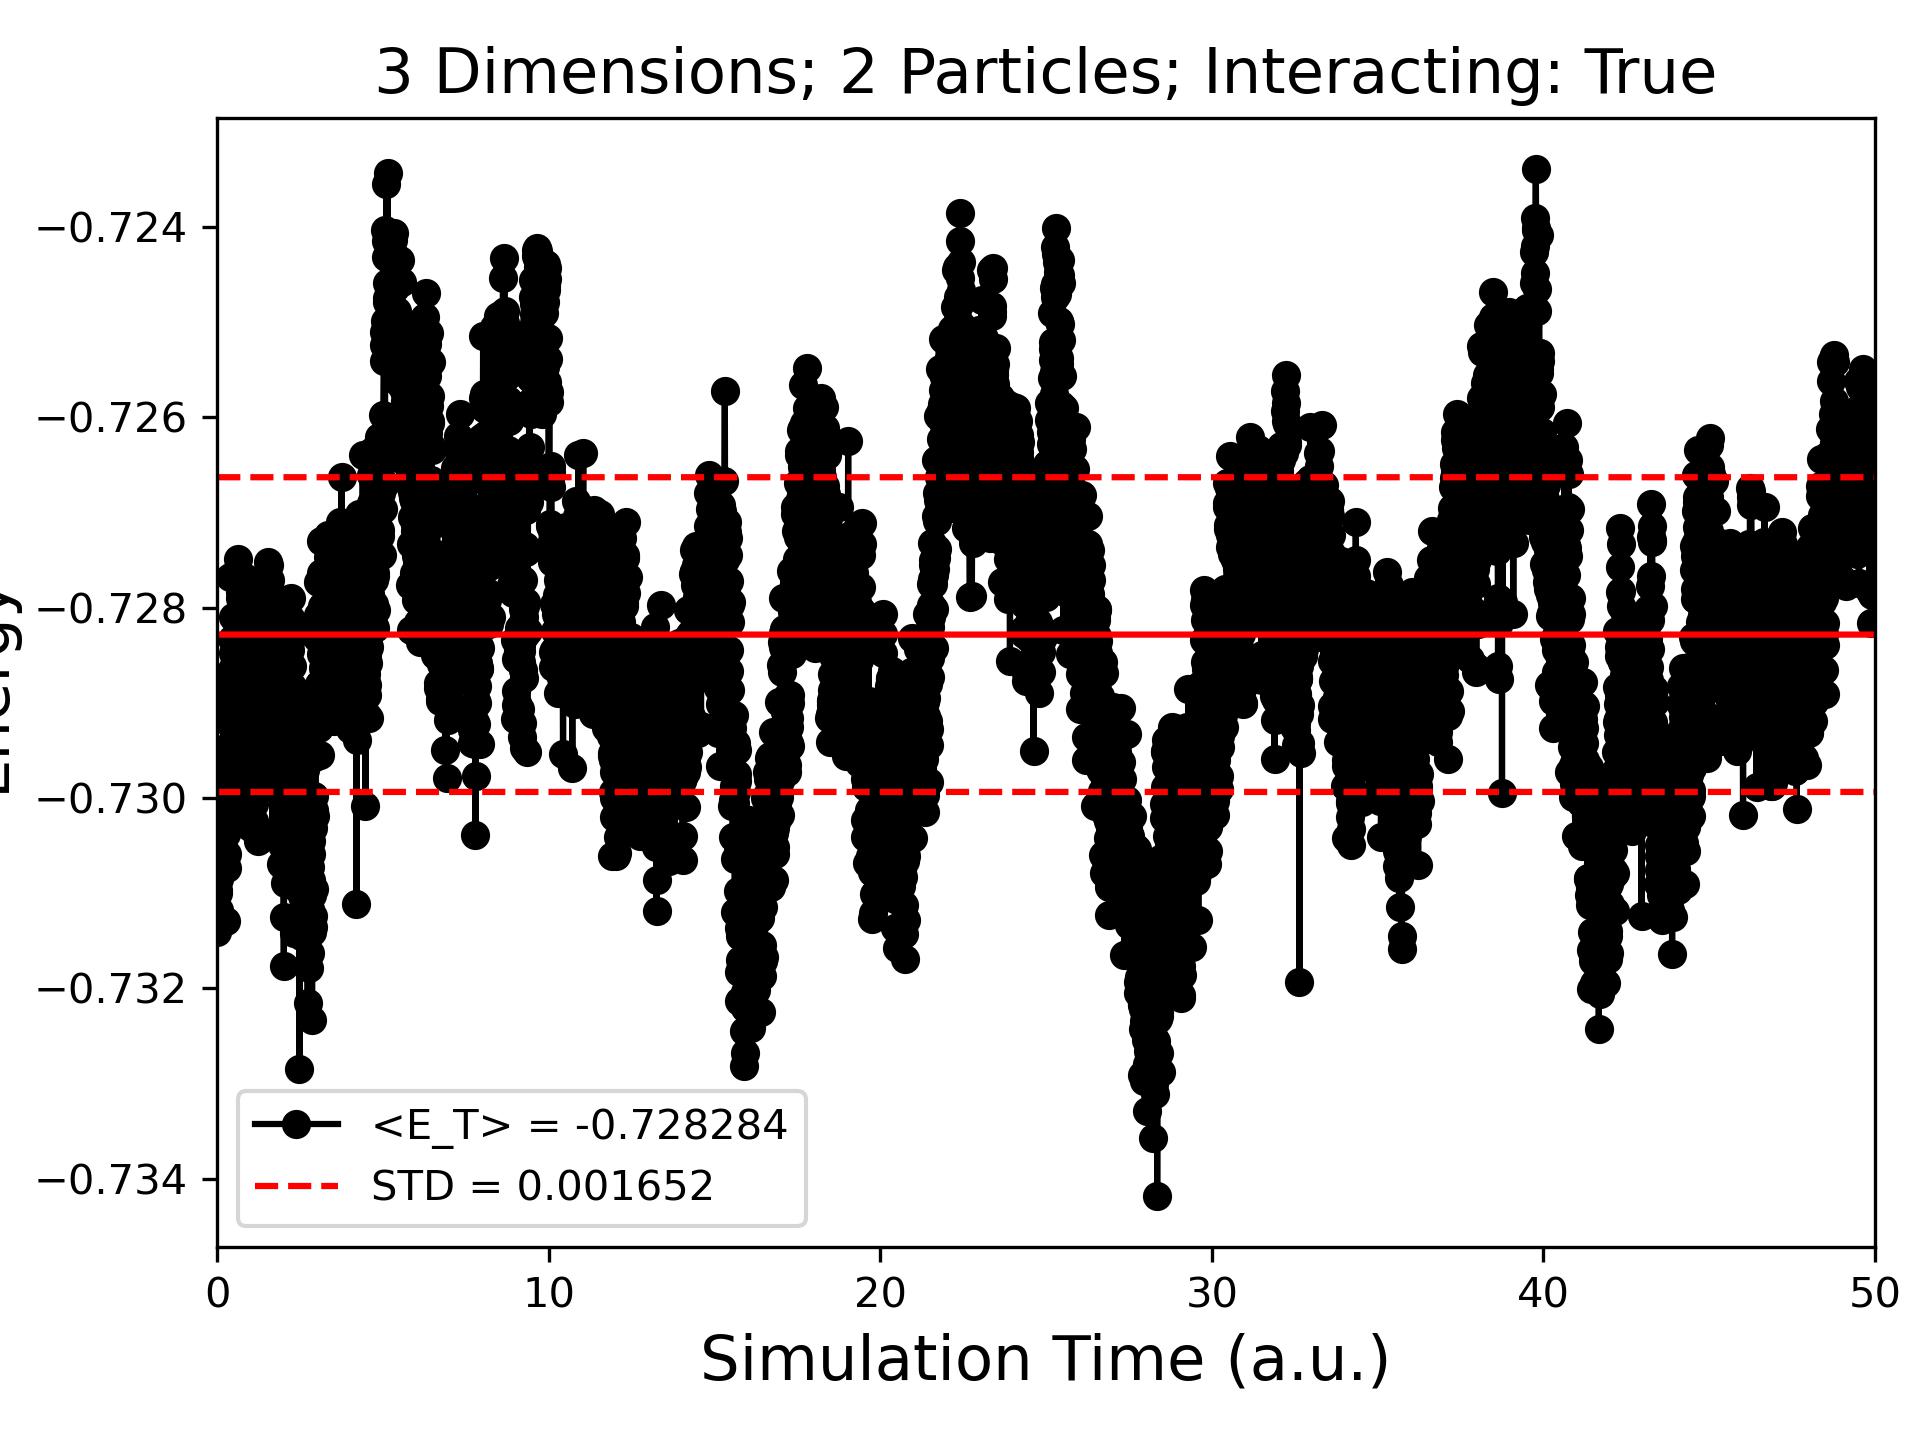 3 Dimensions; 2 Particles; Interacting: True
Energy
−0.724
−0.726
−0.728
−0.730
−0.732
−0.734
<E_T> = -0.728284
STD = 0.001652
0 10 20 30 40 50
Simulation Time (a.u.)